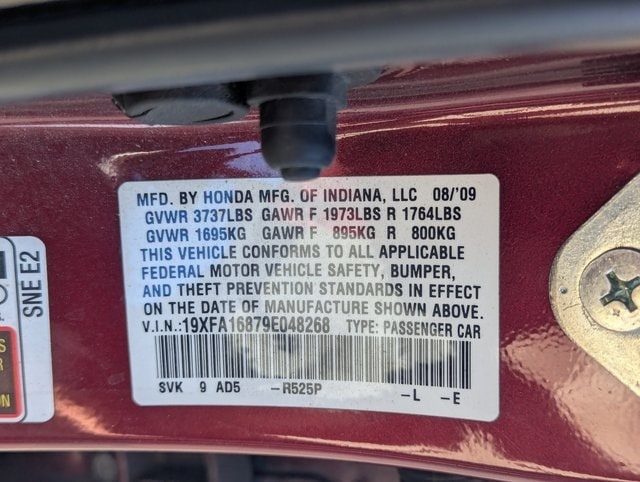 MFD. BY HONDA MFG. OF INDIANA, LLC 08/'09
GVWR 3737LBS GAWR F 1973LBS R 1764LBS
GVWR 1695KG GAWR F 895KG R 800KG
THIS VEHICLE CONFORMS TO ALL APPLICABLE
FEDERAL MOTOR VEHICLE SAFETY, BUMPER,
AND THEFT PREVENTION STANDARDS IN EFFECT
ON THE DATE OF MANUFACTURE SHOWN ABOVE.
V.I.N.:19XFA16879E048268 TYPE: PASSENGER CAR
SVK 9 AD5 -R525P -L -E
SNE E2